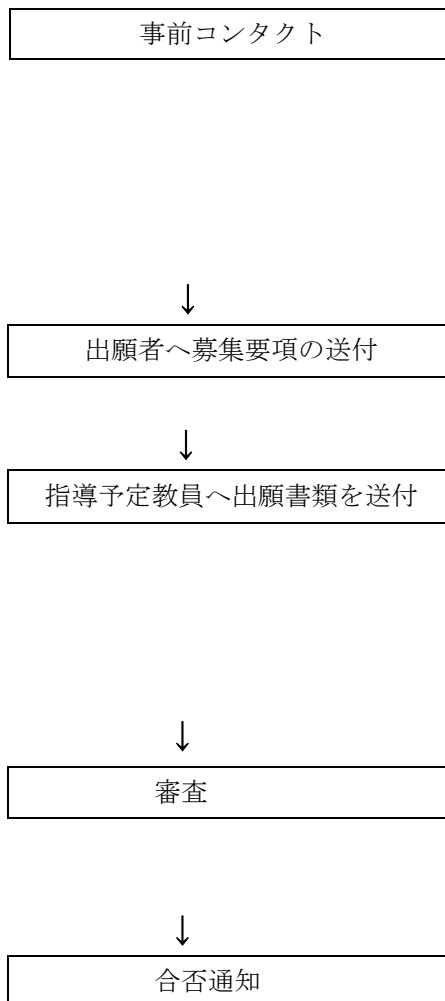 事前コンタクト
↓
出願者へ募集要項の送付
↓
指導予定教員へ出願書類を送付
↓
審査
↓
合否通知